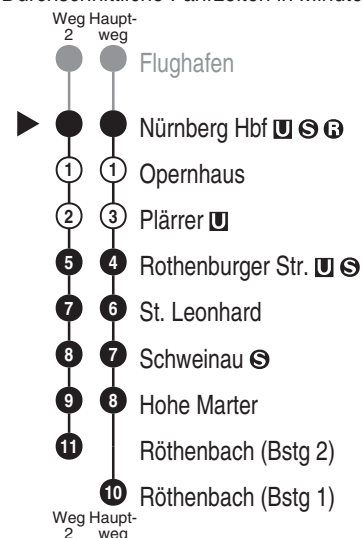 Durchschnittliche Fahrzeiten in Minute
Weg Haupt-
2 weg
Flughafen
Nürnberg Hbf U S R
1 1 Opernhaus
2 3 Plärrer U
5 4 Rothenburger Str. U S
7 6 St. Leonhard
8 7 Schweinau S
9 8 Hohe Marter
11 Röthenbach (Bstg 2)
10 Röthenbach (Bstg 1)
Weg Haupt-
2 weg